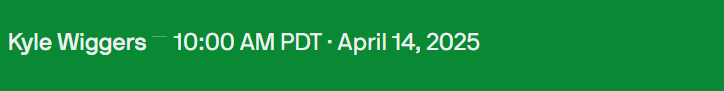 Kyle Wiggers — 10:00 AM PDT · April 14, 2025